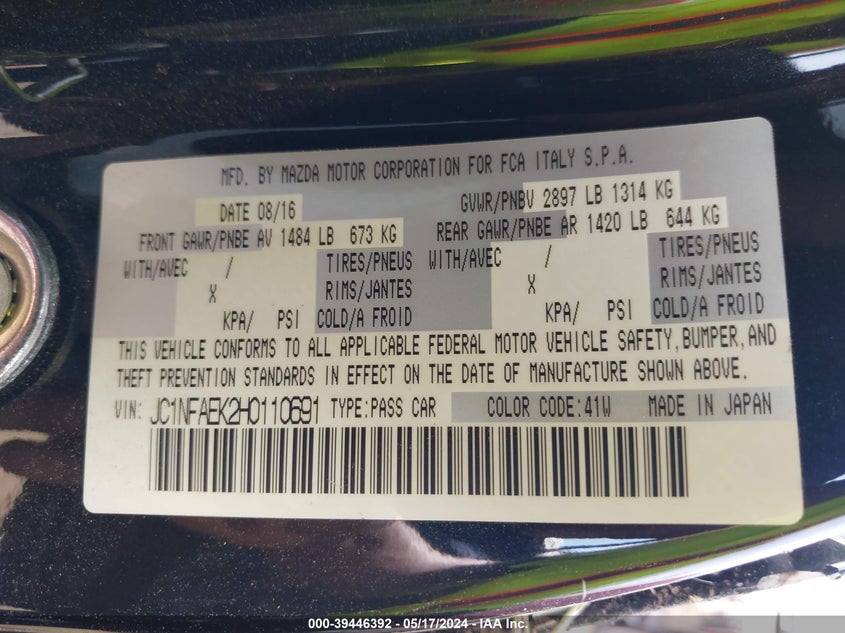 MFD. BY MAZDA MOTOR CORPORATION FOR FCA ITALY S.P.A.
DATE 08/16 GVWR/PNBV 2897 LB 1314 KG
FRONT GAWR/PNBE AV 1484 LB 673 KG REAR GAWR/PNBE AR 1420 LB 644 KG
WITH/AVEC / TIRES/PNEUS WITH/AVEC / TIRES/PNEUS
X RIMS/JANTES X RIMS/JANTES
KPA/ PSI COLD/A FROID KPA/ PSI COLD/A FROID
THIS VEHICLE CONFORMS TO ALL APPLICABLE FEDERAL MOTOR VEHICLE SAFETY, BUMPER, AND
THEFT PREVENTION STANDARDS IN EFFECT ON THE DATE OF MANUFACTURE SHOWN ABOVE.
VIN: JC1NFAEK2H0110691 TYPE:PASS CAR COLOR CODE:41W MADE IN JAPAN
000-39446392 - 05/17/2024 - IAA Inc.